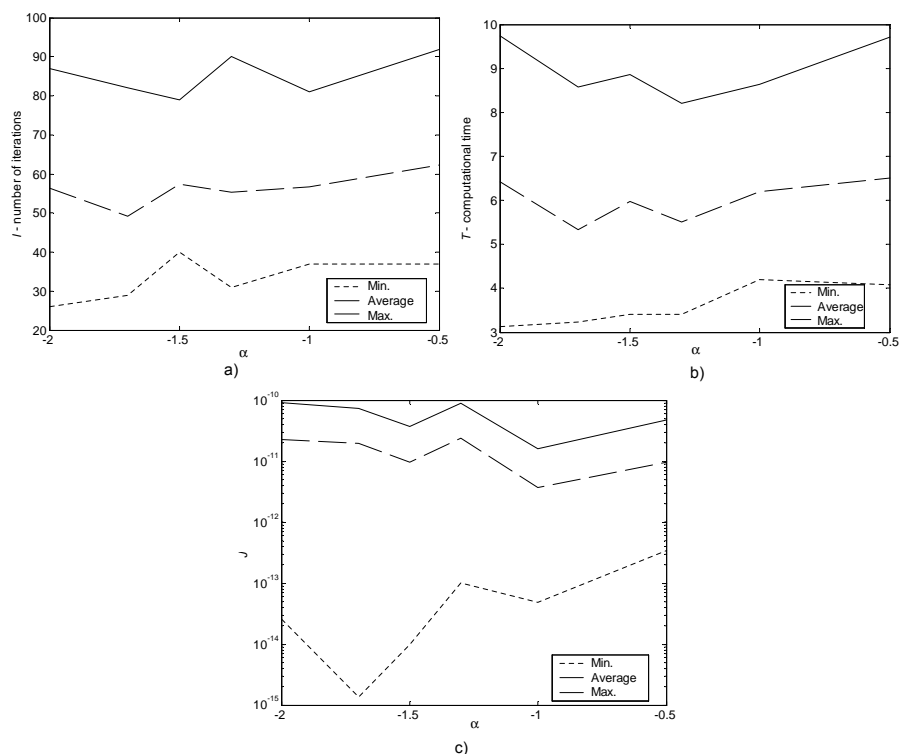 100
90
80
70
60
50
40
30
20
I - number of iterations
-2
-1.5
-1
-0.5
α
Min.
Average
Max.
a)
10
9
8
7
6
5
4
3
T - computational time
-2
-1.5
-1
-0.5
α
Min.
Average
Max.
b)
10^-10
10^-11
10^-12
10^-13
10^-14
10^-15
J
-2
-1.5
-1
-0.5
α
Min.
Average
Max.
c)